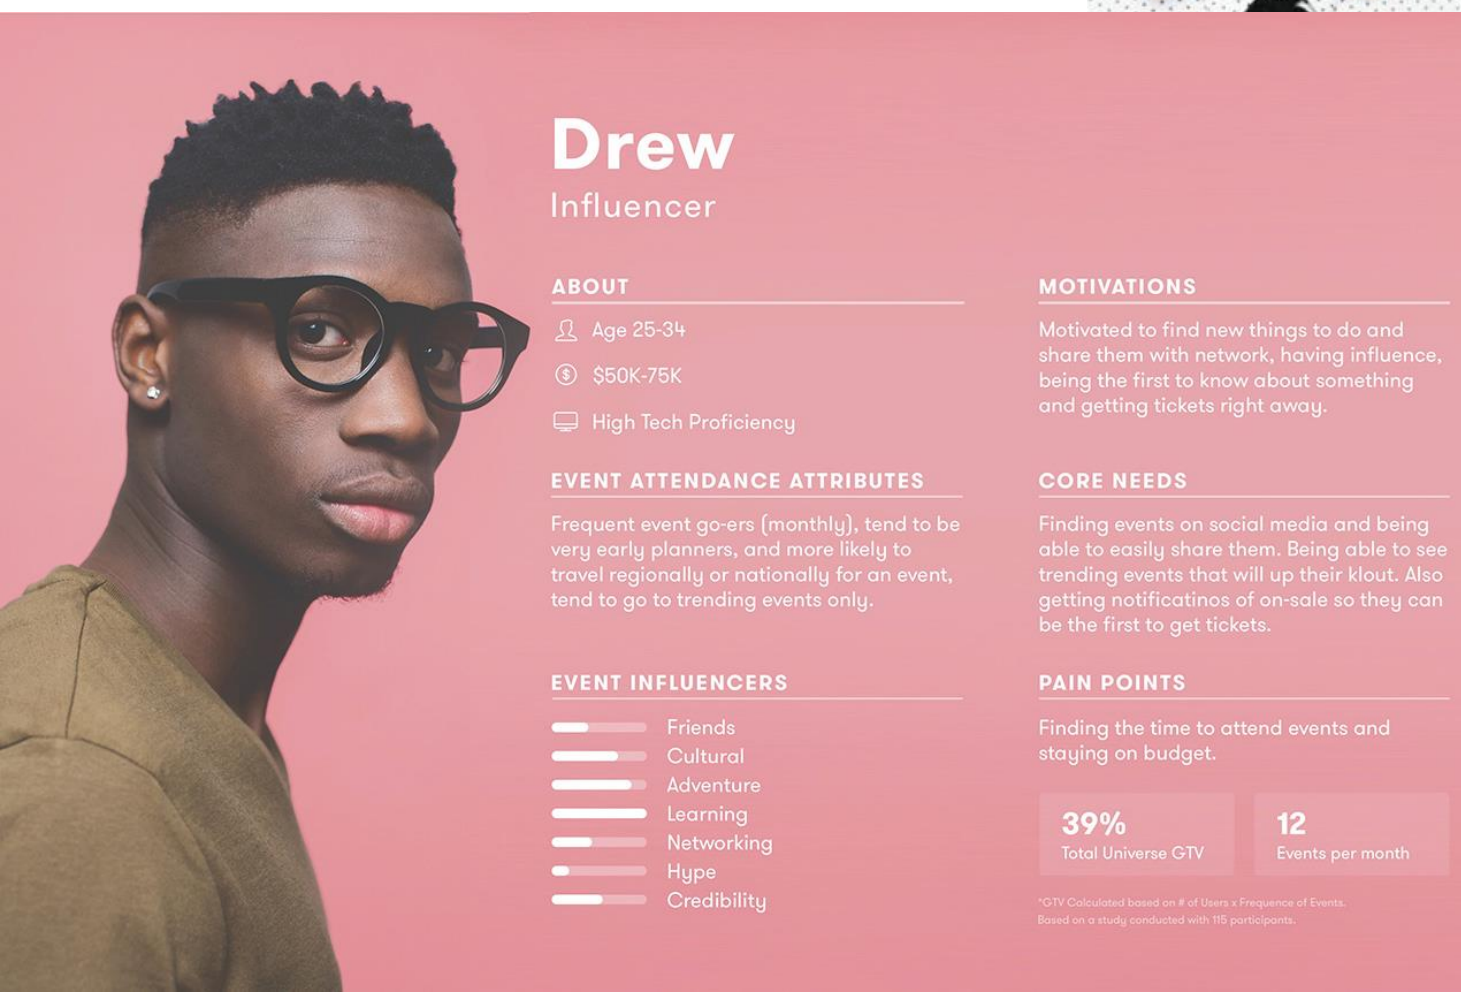 Drew
Influencer
ABOUT
Age 25-34
$50K-75K
High Tech Proficiency
EVENT ATTENDANCE ATTRIBUTES
Frequent event go-ers (monthly), tend to be
very early planners, and more likely to
travel regionally or nationally for an event,
tend to go to trending events only.
EVENT INFLUENCERS
Friends
Cultural
Adventure
Learning
Networking
Hype
Credibility
MOTIVATIONS
Motivated to find new things to do and
share them with network, having influence,
being the first to know about something
and getting tickets right away.
CORE NEEDS
Finding events on social media and being
able to easily share them. Being able to see
trending events that will up their klout. Also
getting notificatinos of on-sale so they can
be the first to get tickets.
PAIN POINTS
Finding the time to attend events and
staying on budget.
39%
Total Universe GTV
12
Events per month
*GTV Calculated based on # of Users x Frequence of Events.
Based on a study conducted with 115 participants.